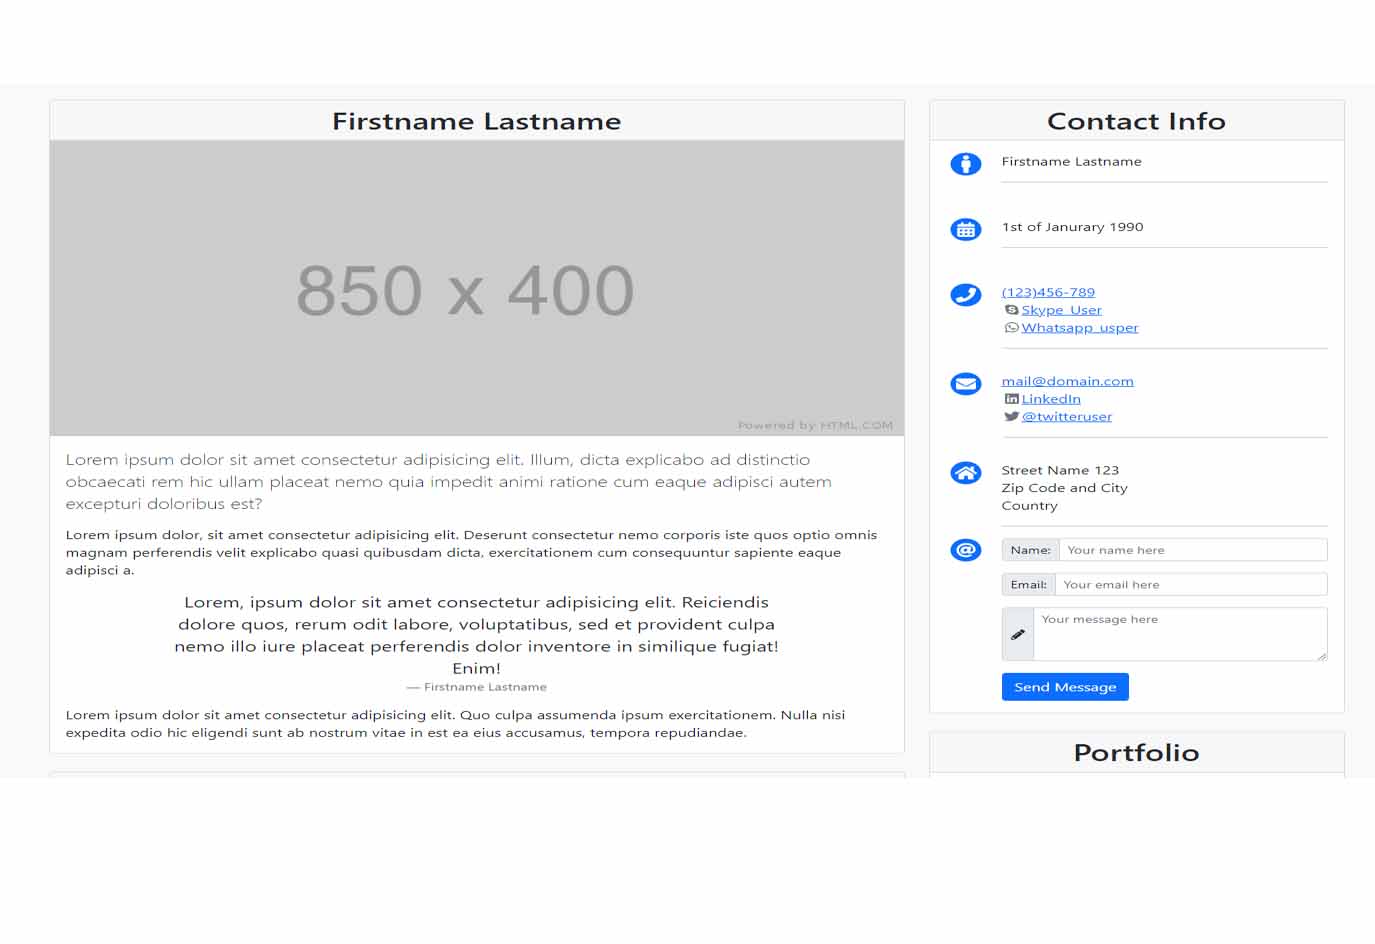 Firstname Lastname
850 x 400
Powered by HTML.COM
Lorem ipsum dolor sit amet consectetur adipisicing elit. Illum, dicta explicabo ad distinctio
obcaecati rem hic ullam placeat nemo quia impedit animi ratione cum eaque adipisci autem
excepturi doloribus est?
Lorem ipsum dolor, sit amet consectetur adipisicing elit. Deserunt consectetur nemo corporis iste quos optio omnis
magnam perferendis velit explicabo quasi quibusdam dicta, exercitationem cum consequuntur sapiente eaque
adipisci a.
Lorem, ipsum dolor sit amet consectetur adipisicing elit. Reiciendis
dolore quos, rerum odit labore, voluptatibus, sed et provident culpa
nemo illo iure placeat perferendis dolor inventore in similique fugiat!
Enim!
— Firstname Lastname
Lorem ipsum dolor sit amet consectetur adipisicing elit. Quo culpa assumenda ipsum exercitationem. Nulla nisi
expedita odio hic eligendi sunt ab nostrum vitae in est ea eius accusamus, tempora repudiandae.
Contact Info
Firstname Lastname
1st of Janurary 1990
(123)456-789
Skype_User
Whatsapp_usper
mail@domain.com
LinkedIn
@twitteruser
Street Name 123
Zip Code and City
Country
Name: Your name here
Email: Your email here
Your message here
Send Message
Portfolio